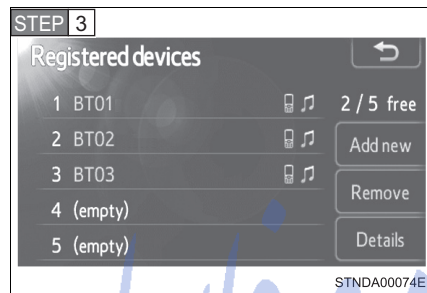 STEP 3
Registered devices
1 BT01 2 / 5 free
2 BT02 Add new
3 BT03 Remove
4 (empty)
5 (empty) Details
STNDA00074E